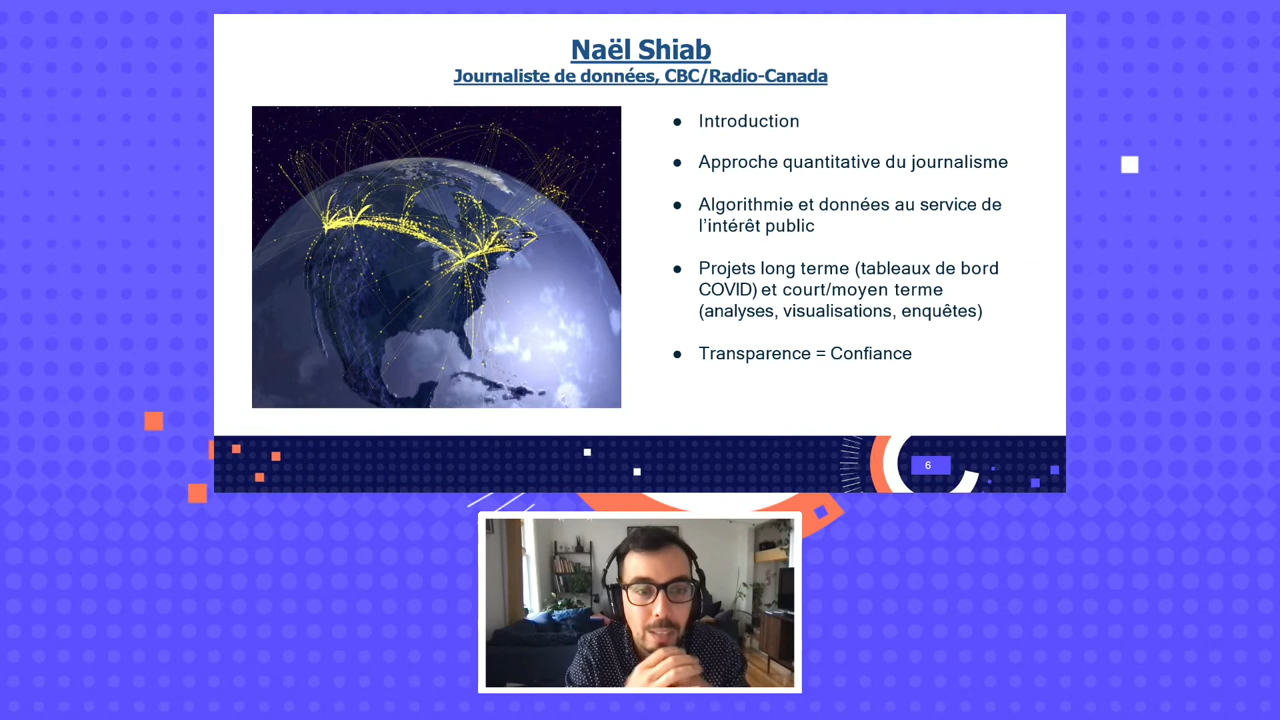 Naël Shiab
Journaliste de données, CBC/Radio-Canada
● Introduction
● Approche quantitative du journalisme
● Algorithmie et données au service de
l'intérêt public
● Projets long terme (tableaux de bord
COVID) et court/moyen terme
(analyses, visualisations, enquêtes)
● Transparence = Confiance
6